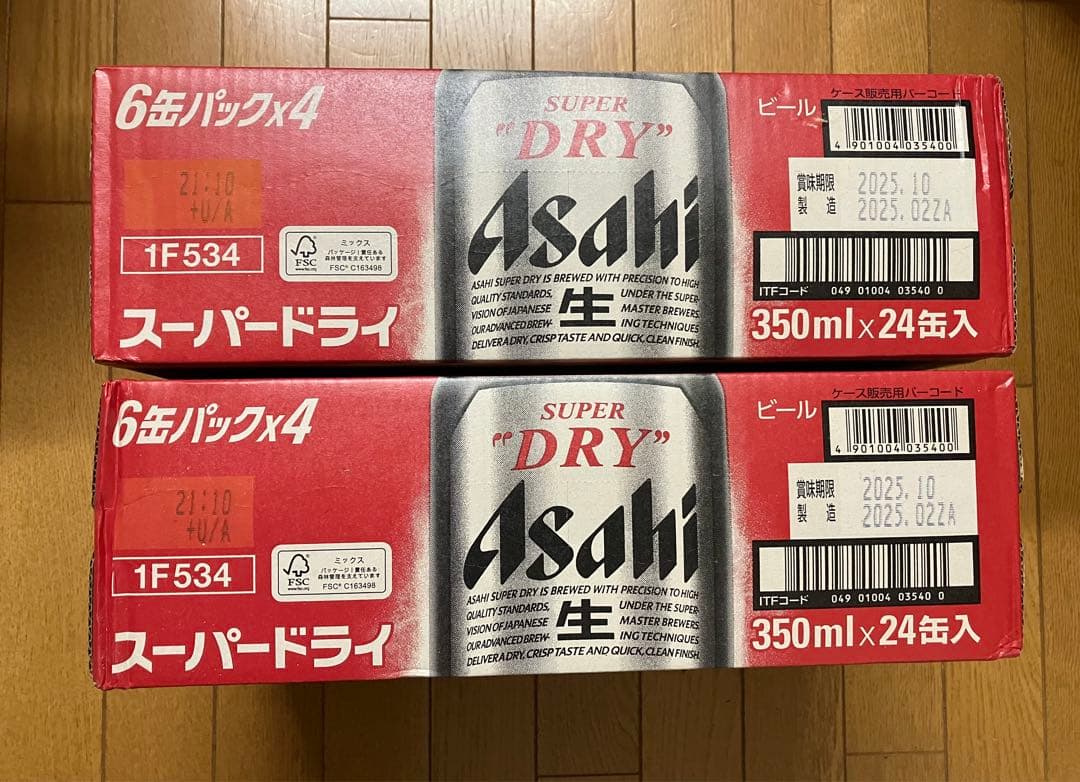 6缶パックx4
21:10
+U/A
1F534
FSC
www.fsc.org
ミックス
パッケージ | 責任ある
森林管理を支えています
FSC® C163498
スーパードライ
SUPER
"DRY"
Asahi
ASAHI SUPER DRY IS BREWED WITH PRECISION TO HIGH
QUALITY STANDARDS, UNDER THE SUPER-
VISION OF JAPANESE MASTER BREWERS
OUR ADVANCED BREW- ING TECHNIQUES
DELIVER A DRY, CRISP TASTE AND QUICK, CLEAN FINISH.
生
ビール
ケース販売用バーコード
4 901004 035400
賞味期限 2025.10
製造 2025.02ZA
ITFコード 049 01004 03540 0
350ml x 24缶入
6缶パックx4
21:10
+U/A
1F534
FSC
www.fsc.org
ミックス
パッケージ | 責任ある
森林管理を支えています
FSC® C163498
スーパードライ
SUPER
"DRY"
Asahi
ASAHI SUPER DRY IS BREWED WITH PRECISION TO HIGH
QUALITY STANDARDS, UNDER THE SUPER-
VISION OF JAPANESE MASTER BREWERS
OUR ADVANCED BREW- ING TECHNIQUES
DELIVER A DRY, CRISP TASTE AND QUICK, CLEAN FINISH.
生
ビール
ケース販売用バーコード
4 901004 035400
賞味期限 2025.10
製造 2025.02ZA
ITFコード 049 01004 03540 0
350ml x 24缶入